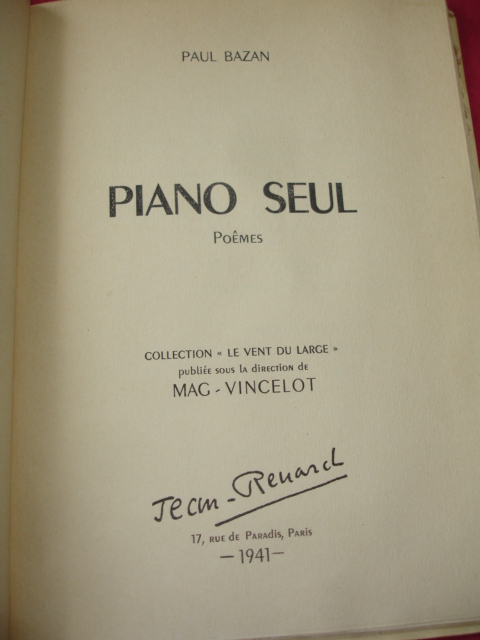 PAUL BAZAN
PIANO SEUL
POÊMES
COLLECTION « LE VENT DU LARGE »
publiée sous la direction de
MAG - VINCELOT
Jean-Renard
17, rue de Paradis, Paris
—1941—